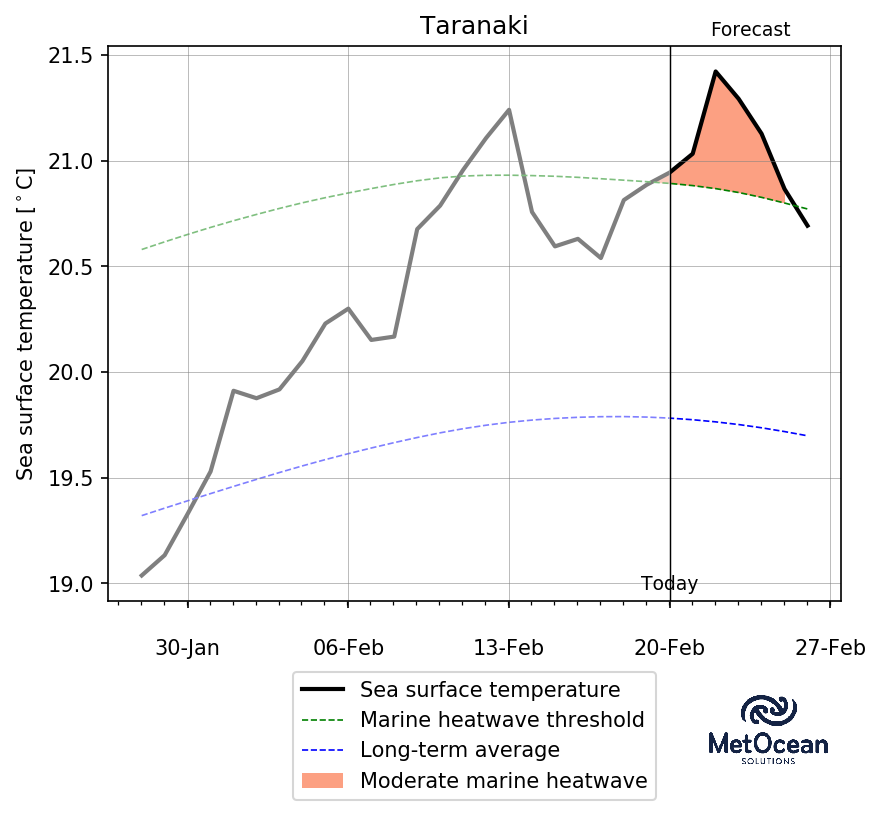 Taranaki
Forecast
21.5
21.0
20.5
20.0
19.5
19.0
Sea surface temperature [°C]
Today
30-Jan 06-Feb 13-Feb 20-Feb 27-Feb
Sea surface temperature
Marine heatwave threshold
Long-term average
Moderate marine heatwave
MetOcean
SOLUTIONS